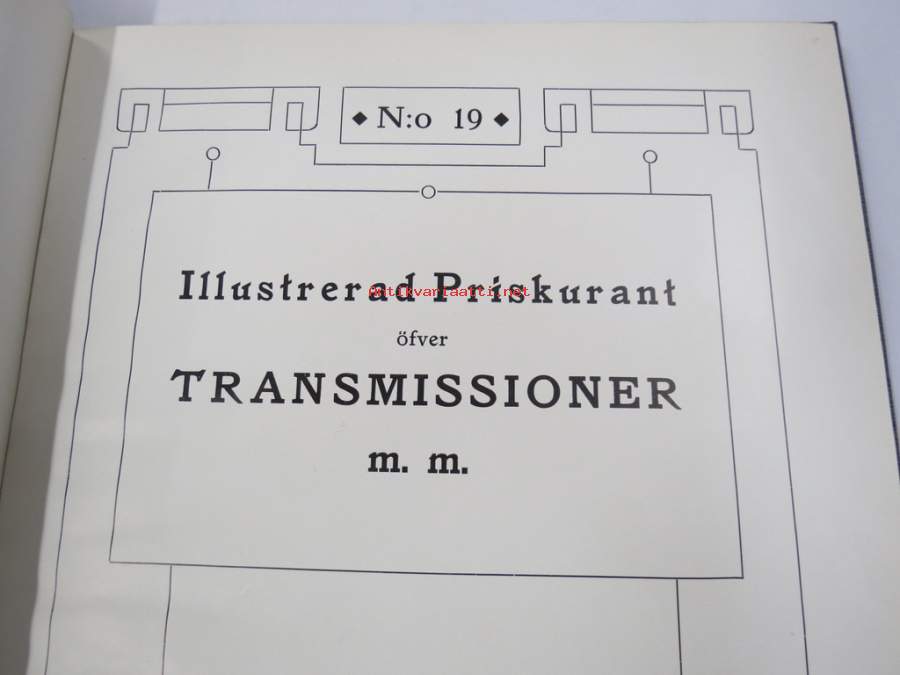 ◆ N:o 19 ◆
Illustrerad Priskurant
Antikvariaatti.net
öfver
TRANSMISSIONER
m. m.